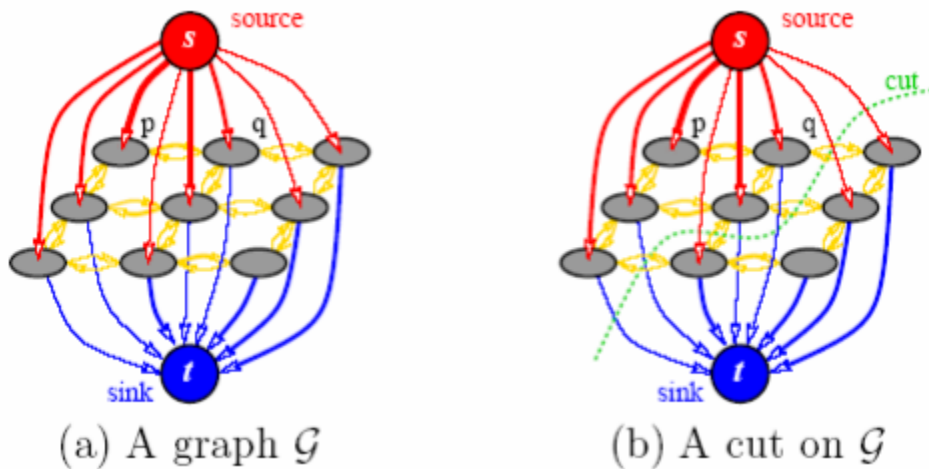 source
s
p
q
t
sink
(a) A graph 𝒢
source
s
cut
p
q
t
sink
(b) A cut on 𝒢